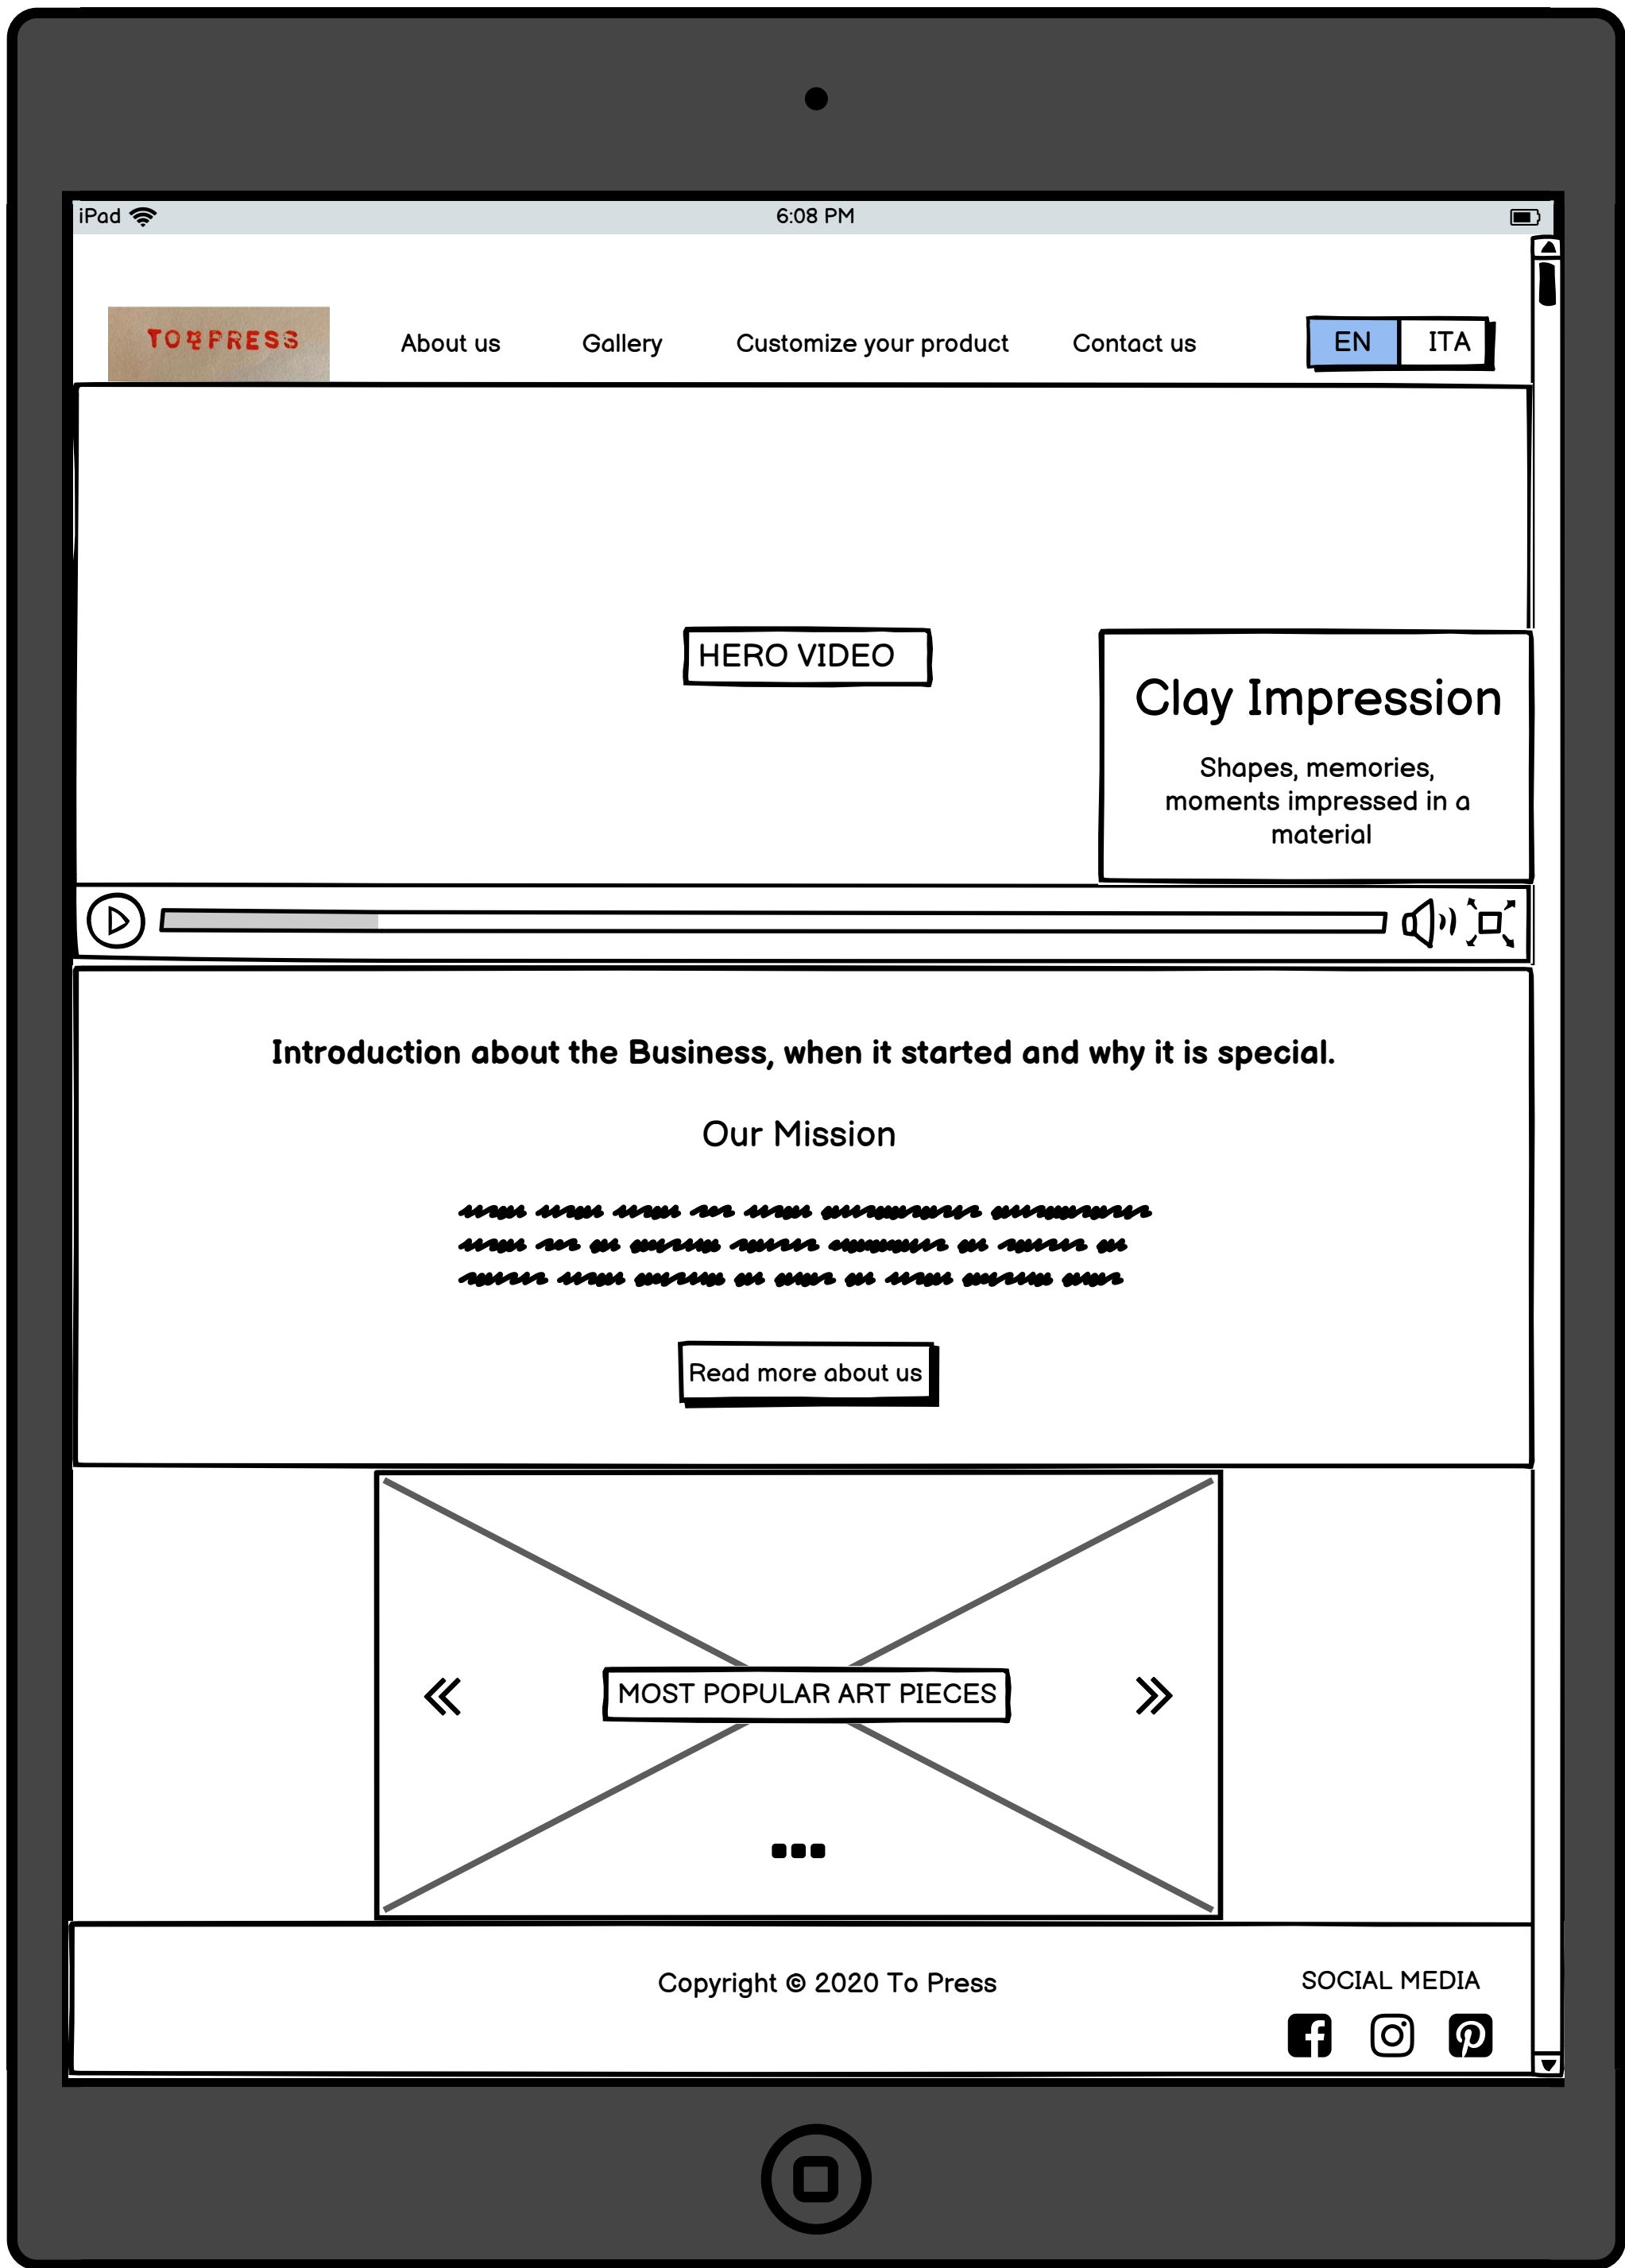 iPad
6:08 PM
TO PRESS
About us
Gallery
Customize your product
Contact us
EN
ITA
HERO VIDEO
Clay Impression
Shapes, memories,
moments impressed in a
material
Introduction about the Business, when it started and why it is special.
Our Mission
Read more about us
MOST POPULAR ART PIECES
Copyright © 2020 To Press
SOCIAL MEDIA